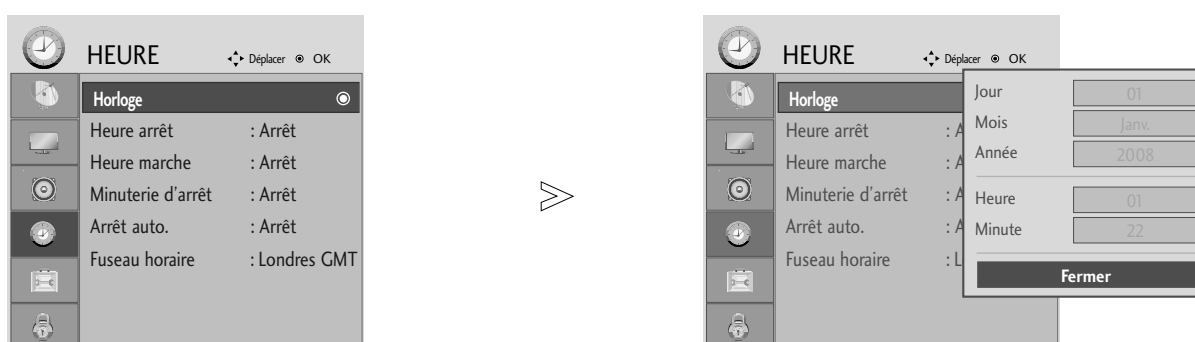 HEURE Déplacer OK
Horloge
Heure arrêt : Arrêt
Heure marche : Arrêt
Minuterie d'arrêt : Arrêt
Arrêt auto. : Arrêt
Fuseau horaire : Londres GMT
HEURE Déplacer OK
Horloge
Heure arrêt : A
Heure marche : A
Minuterie d'arrêt : A
Arrêt auto. : A
Fuseau horaire : L
Jour 01
Mois Janv.
Année 2008
Heure 01
Minute 22
Fermer